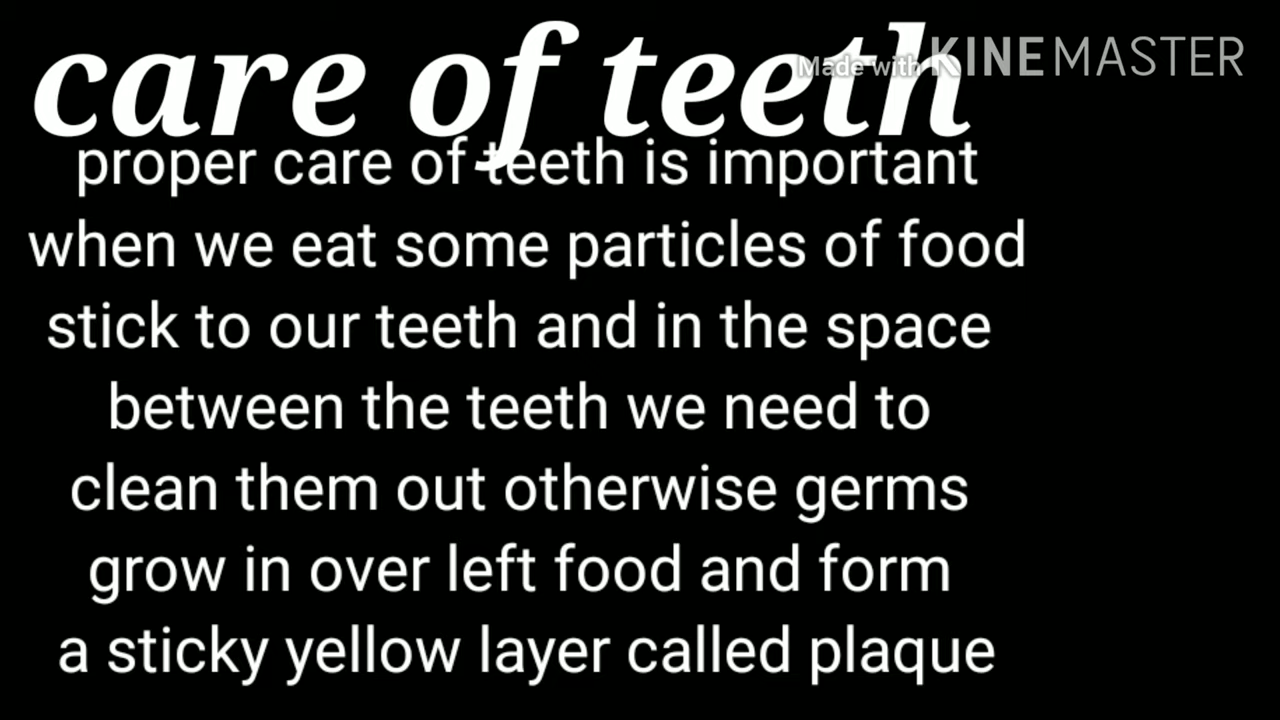 care of teeth
Made with KINEMASTER
proper care of teeth is important
when we eat some particles of food
stick to our teeth and in the space
between the teeth we need to
clean them out otherwise germs
grow in over left food and form
a sticky yellow layer called plaque